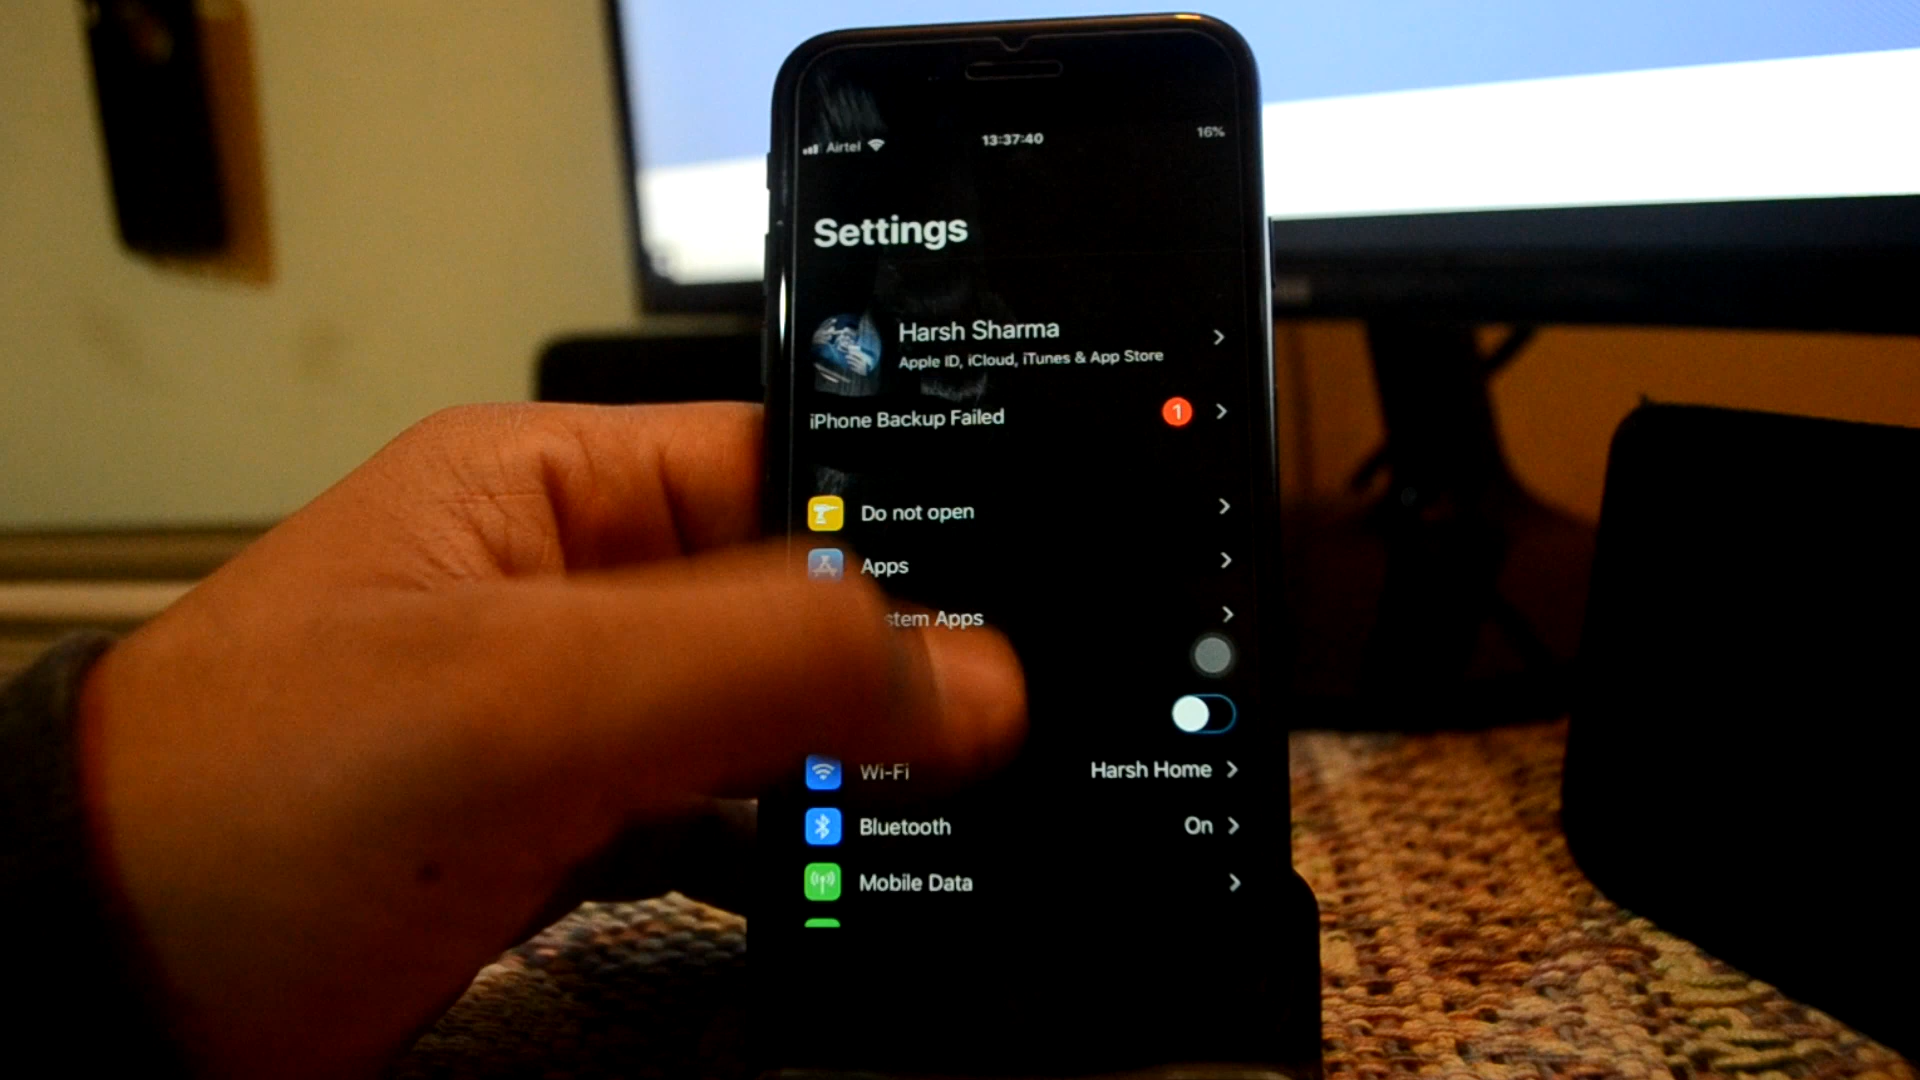 Airtel 13:37:40 16%
Settings
Harsh Sharma
Apple ID, iCloud, iTunes & App Store
iPhone Backup Failed 1
Do not open
Apps
stem Apps
Wi-Fi Harsh Home
Bluetooth On
Mobile Data